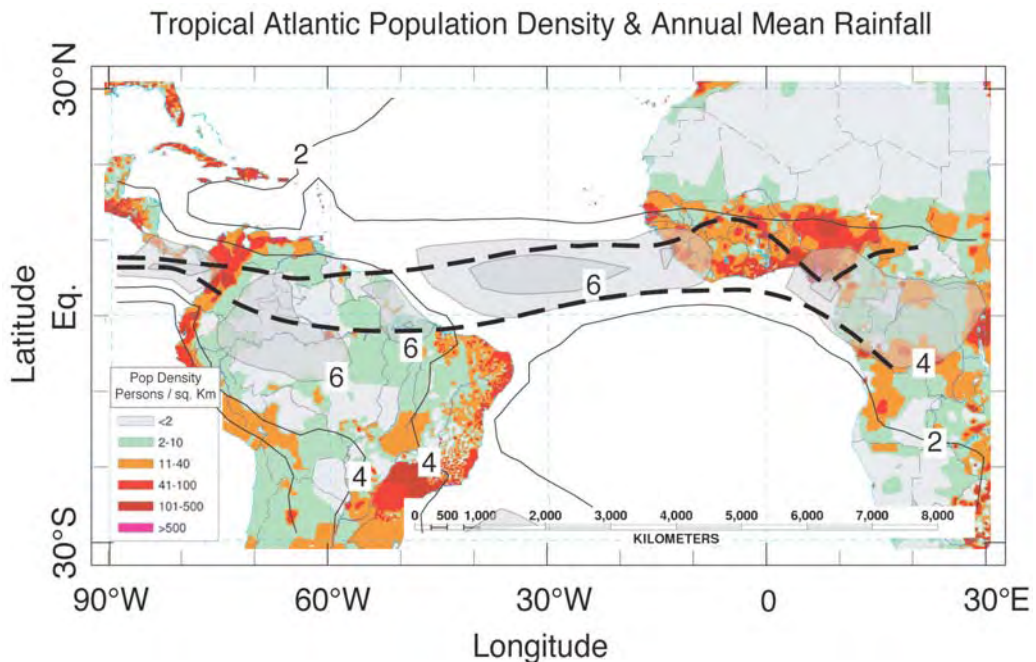 Tropical Atlantic Population Density & Annual Mean Rainfall
30°N
Eq.
30°S
Latitude
2
6
6
6
4
4
4
2
Pop Density
Persons / sq. Km
<2
2-10
11-40
41-100
101-500
>500
0 500 1,000 2,000 3,000 4,000 5,000 6,000 7,000 8,000
KILOMETERS
90°W 60°W 30°W 0 30°E
Longitude